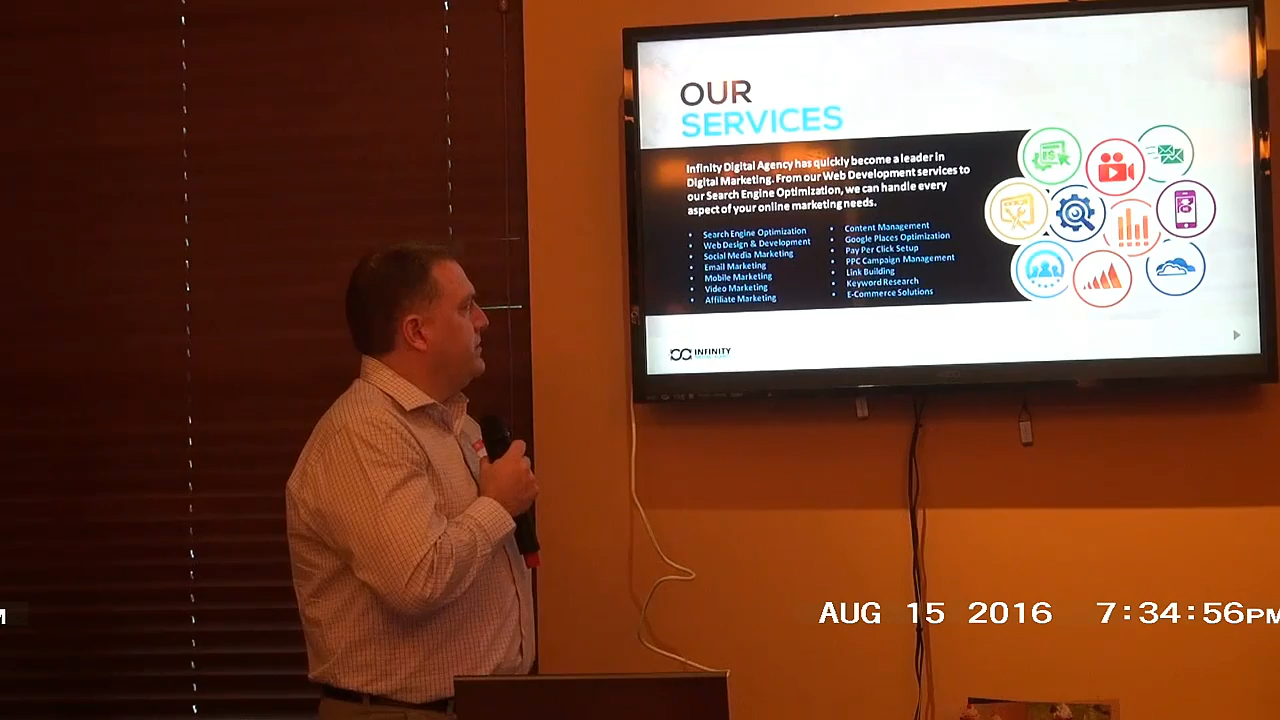 OUR
SERVICES
Infinity Digital Agency has quickly become a leader in
Digital Marketing. From our Web Development services to
our Search Engine Optimization, we can handle every
aspect of your online marketing needs.
• Search Engine Optimization
• Web Design & Development
• Social Media Marketing
• Email Marketing
• Mobile Marketing
• Video Marketing
• Affiliate Marketing
• Content Management
• Google Places Optimization
• Pay Per Click Setup
• PPC Campaign Management
• Link Building
• Keyword Research
• E-Commerce Solutions
INFINITY
AUG 15 2016 7:34:56PM